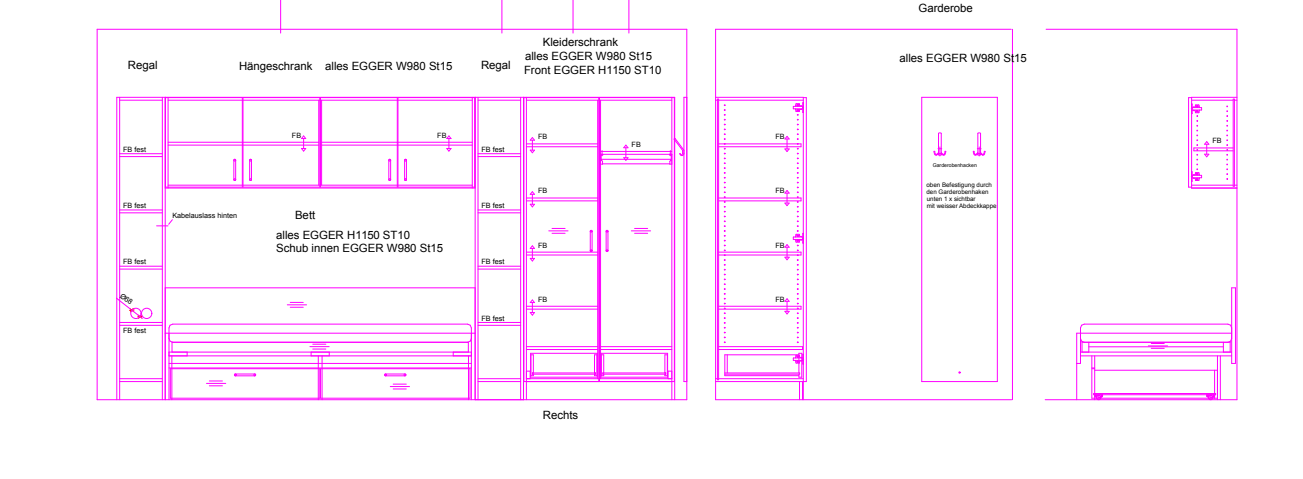 Garderobe
Kleiderschrank
alles EGGER W980 St15
Front EGGER H1150 ST10
Regal
Hängeschrank
alles EGGER W980 St15
Regal
alles EGGER W980 St15
FB
FB
FB
FB
FB
FB
FB fest
FB fest
Garderobenhacken
oben Befestigung durch
den Garderobenhaken
unten 1 x sichtbar
mit weisser Abdeckkappe
FB
FB
FB fest
FB fest
Kabelauslass hinten
Bett
alles EGGER H1150 ST10
Schub innen EGGER W980 St15
FB
FB
FB fest
FB fest
Ø68
FB
FB
FB fest
FB fest
Rechts